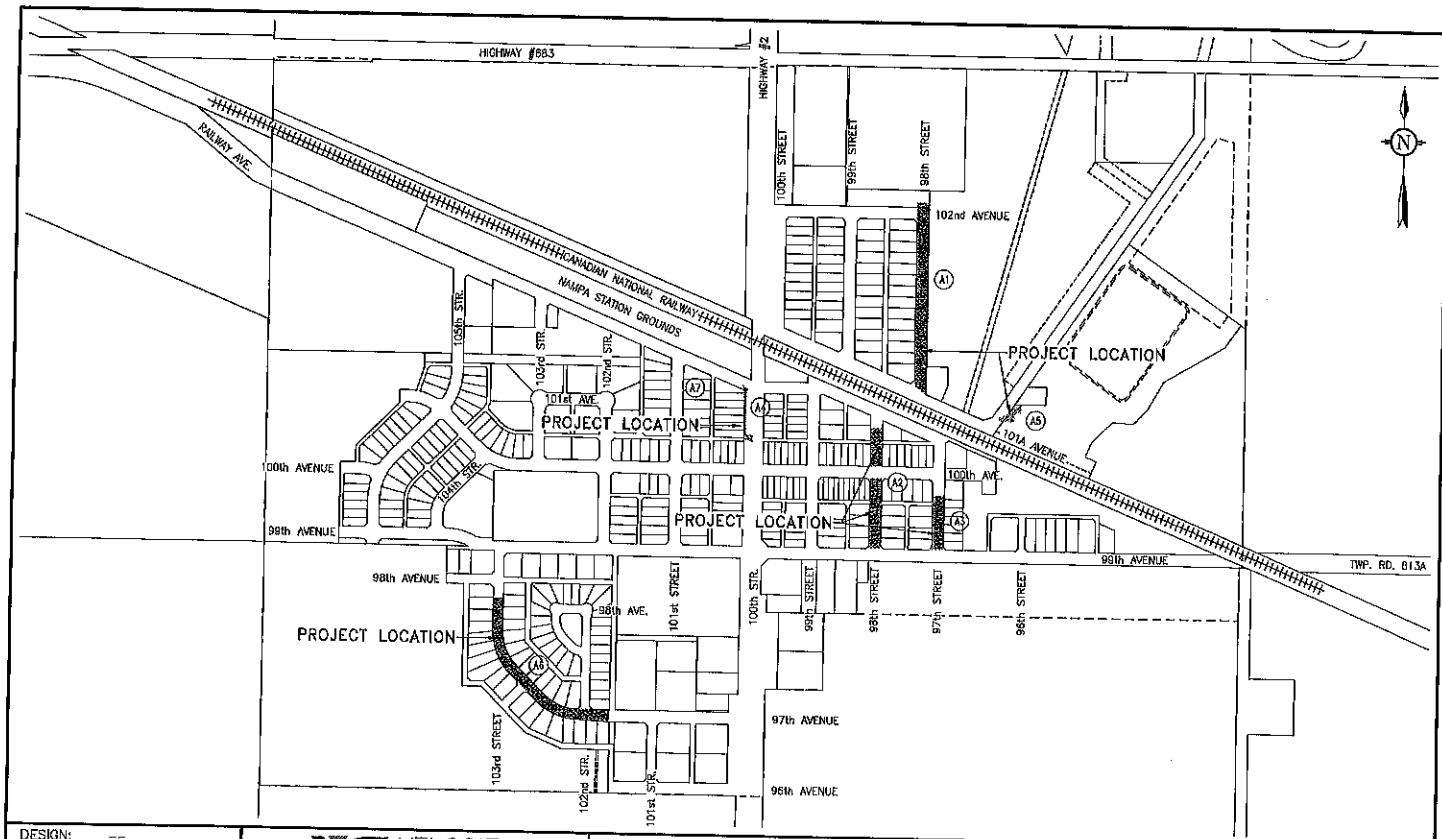 HIGHWAY #683
HIGHWAY #2
RAILWAY AVE.
100th STREET
99th STREET
98th STREET
N
102nd AVENUE
CANADIAN NATIONAL RAILWAY
NAMPA STATION GROUNDS
A1
105th STR.
103rd STR.
102nd STR.
PROJECT LOCATION
A7
101st AVE.
A4
A5
PROJECT LOCATION
101A AVENUE
100th AVENUE
104th STR.
100th AVE.
A2
PROJECT LOCATION
A3
99th AVENUE
99th AVENUE
TWP. RD. 813A
98th AVENUE
98th AVE.
101st STREET
100th STR.
99th STREET
98th STREET
97th STREET
96th STREET
PROJECT LOCATION
A6
97th AVENUE
103rd STREET
102nd STR.
101st STR.
96th AVENUE
DESIGN: